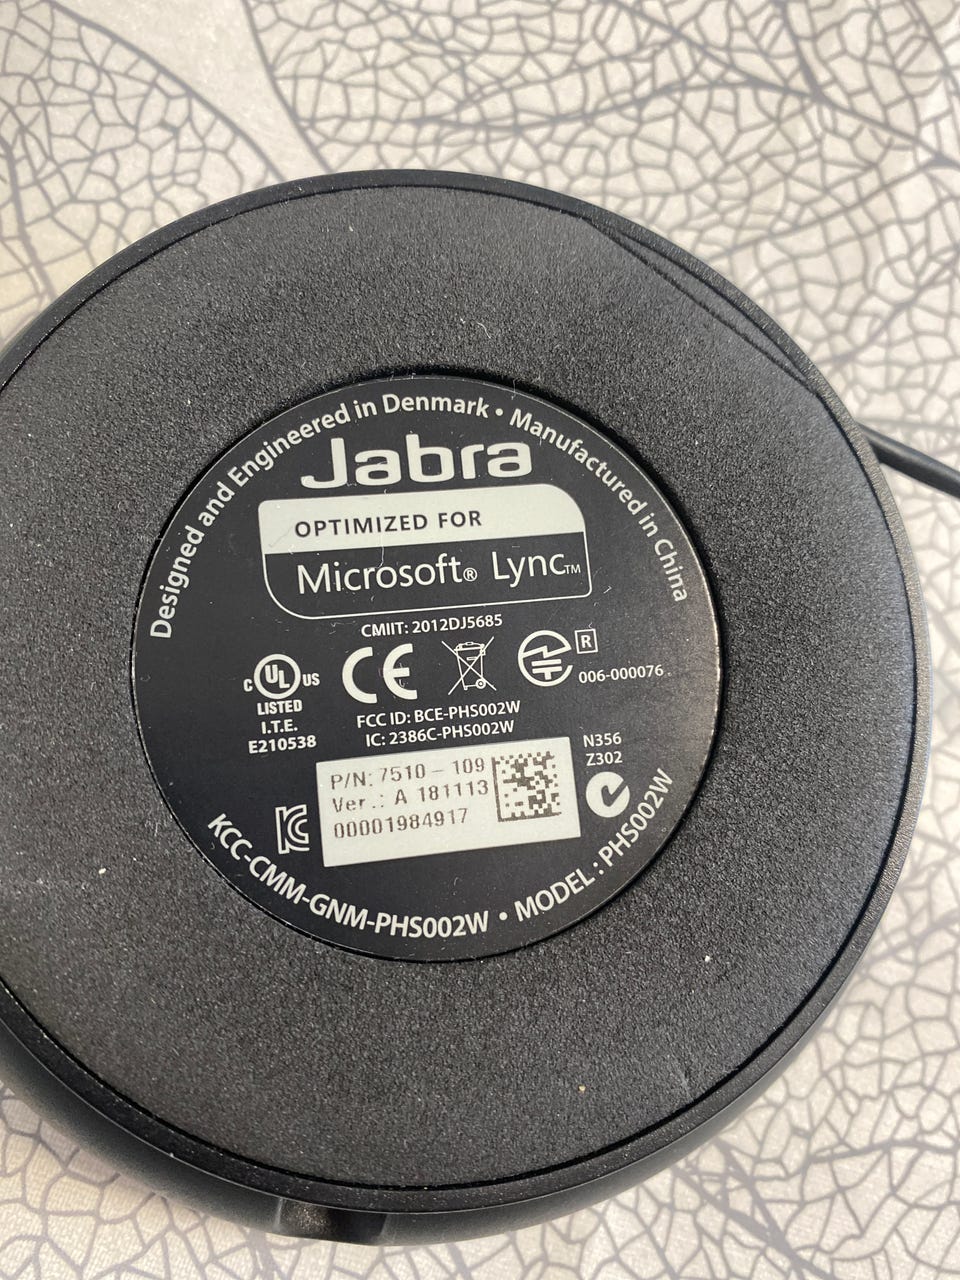 Designed and Engineered in Denmark • Manufactured in China
Jabra
OPTIMIZED FOR
Microsoft® Lync™
CMIIT: 2012DJ5685
C UL US
LISTED
I.T.E.
E210538
CE
R
006-000076.
FCC ID: BCE-PHS002W
IC: 2386C-PHS002W
P/N: 7510 - 109
Ver.: A 181113
00001984917
N356
Z302
KCC-CMM-GNM-PHS002W • MODEL: PHS002W